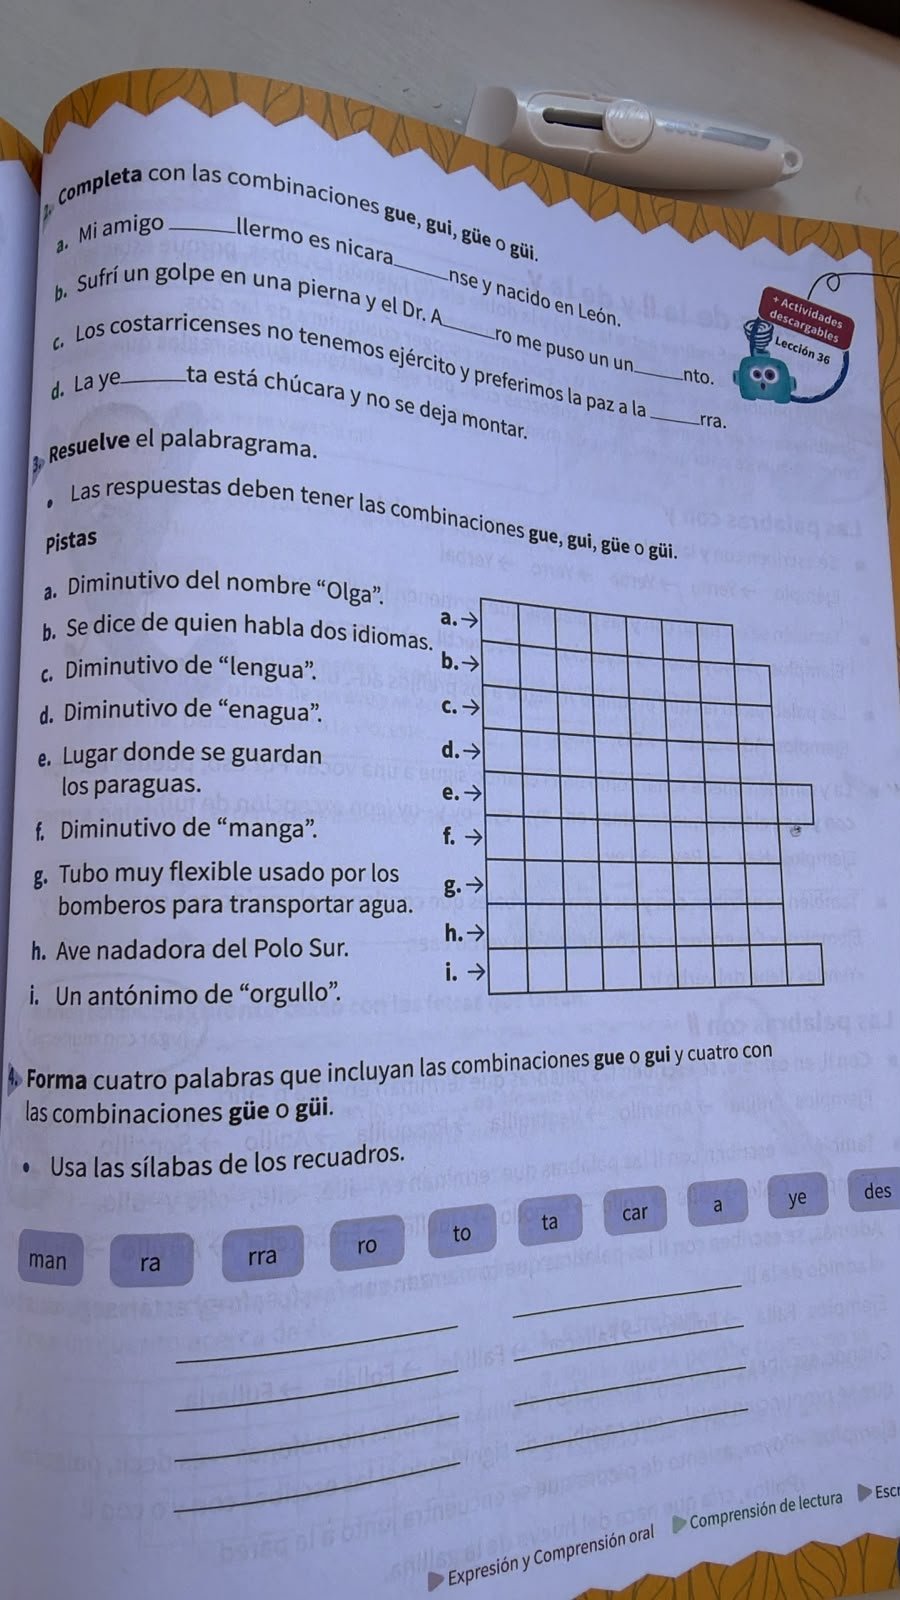 2. Completa con las combinaciones gue, gui, güe o güi.
a. Mi amigo ______llermo es nicara______nse y nacido en León.
b. Sufrí un golpe en una pierna y el Dr. A______ro me puso un un______nto.
c. Los costarricenses no tenemos ejército y preferimos la paz a la ______rra.
d. La ye______ta está chúcara y no se deja montar.
+ Actividades
descargables
Lección 36
3. Resuelve el palabragrama.
• Las respuestas deben tener las combinaciones gue, gui, güe o güi.
Pistas
a. Diminutivo del nombre “Olga”.
b. Se dice de quien habla dos idiomas.
c. Diminutivo de “lengua”.
d. Diminutivo de “enagua”.
e. Lugar donde se guardan
los paraguas.
f. Diminutivo de “manga”.
g. Tubo muy flexible usado por los
bomberos para transportar agua.
h. Ave nadadora del Polo Sur.
i. Un antónimo de “orgullo”.
a. →
b. →
c. →
d. →
e. →
f. →
g. →
h. →
i. →
4. Forma cuatro palabras que incluyan las combinaciones gue o gui y cuatro con
las combinaciones güe o güi.
• Usa las sílabas de los recuadros.
man ra rra ro to ta car a ye des
Expresión y Comprensión oral Comprensión de lectura